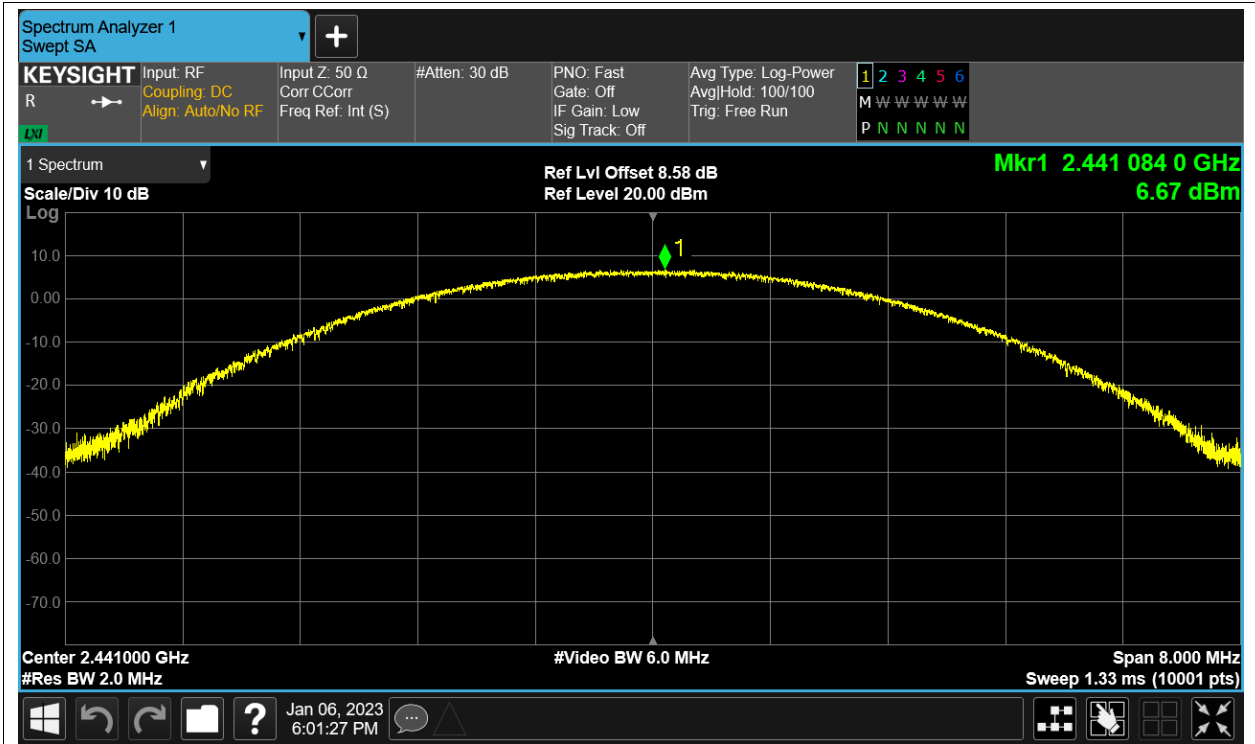 Spectrum Analyzer 1
Swept SA
KEYSIGHT
R
LXI
Input: RF
Coupling: DC
Align: Auto/No RF
Input Z: 50 Ω
Corr CCorr
Freq Ref: Int (S)
#Atten: 30 dB
PNO: Fast
Gate: Off
IF Gain: Low
Sig Track: Off
Avg Type: Log-Power
Avg|Hold: 100/100
Trig: Free Run
1 2 3 4 5 6
M W W W W W
P N N N N N
1 Spectrum
Scale/Div 10 dB
Log
Ref Lvl Offset 8.58 dB
Ref Level 20.00 dBm
Mkr1 2.441 084 0 GHz
6.67 dBm
1
10.0
0.00
-10.0
-20.0
-30.0
-40.0
-50.0
-60.0
-70.0
Center 2.441000 GHz
#Res BW 2.0 MHz
#Video BW 6.0 MHz
Span 8.000 MHz
Sweep 1.33 ms (10001 pts)
?
Jan 06, 2023
6:01:27 PM